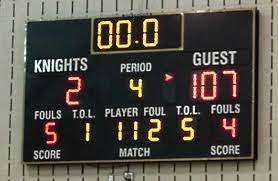 00.0
KNIGHTS PERIOD GUEST
2 4 107
FOULS T.O.L. PLAYER FOUL T.O.L. FOULS
5 1 11 2 5 4
SCORE MATCH SCORE